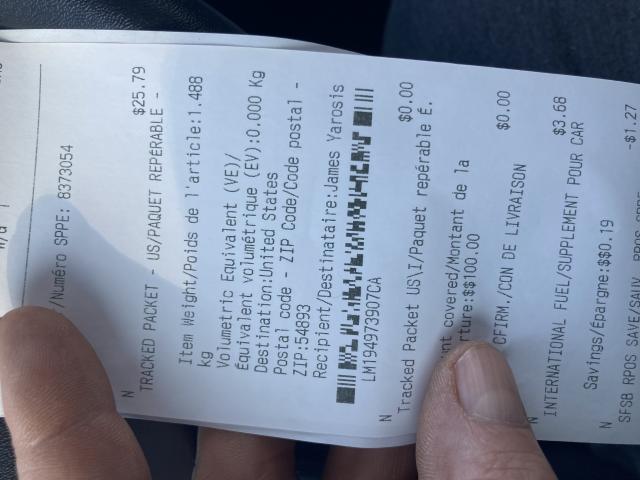 /Numéro SPPE: 8373054
$25.79
TRACKED PACKET - US/PAQUET REPÉRABLE -
Item Weight/Poids de l'article:1.488
kg
Volumetric Equivalent (VE)/
Équivalent volumétrique (ÉV):0.000 Kg
Destination:United States
Postal code - ZIP Code/Code postal -
ZIP:54893
Recipient/Destinataire:James Yarosis
LM194973907CA
N $0.00
Tracked Packet US\I/Paquet repérable É.
nt covered/Montant de la
rture:$$100.00
$0.00
CFIRM./CON DE LIVRAISON
N $3.68
INTERNATIONAL FUEL/SUPPLEMENT POUR CAR
Savings/Épargne:$$0.19
N -$1.27
SFSB RPOS SAVE/SAUV